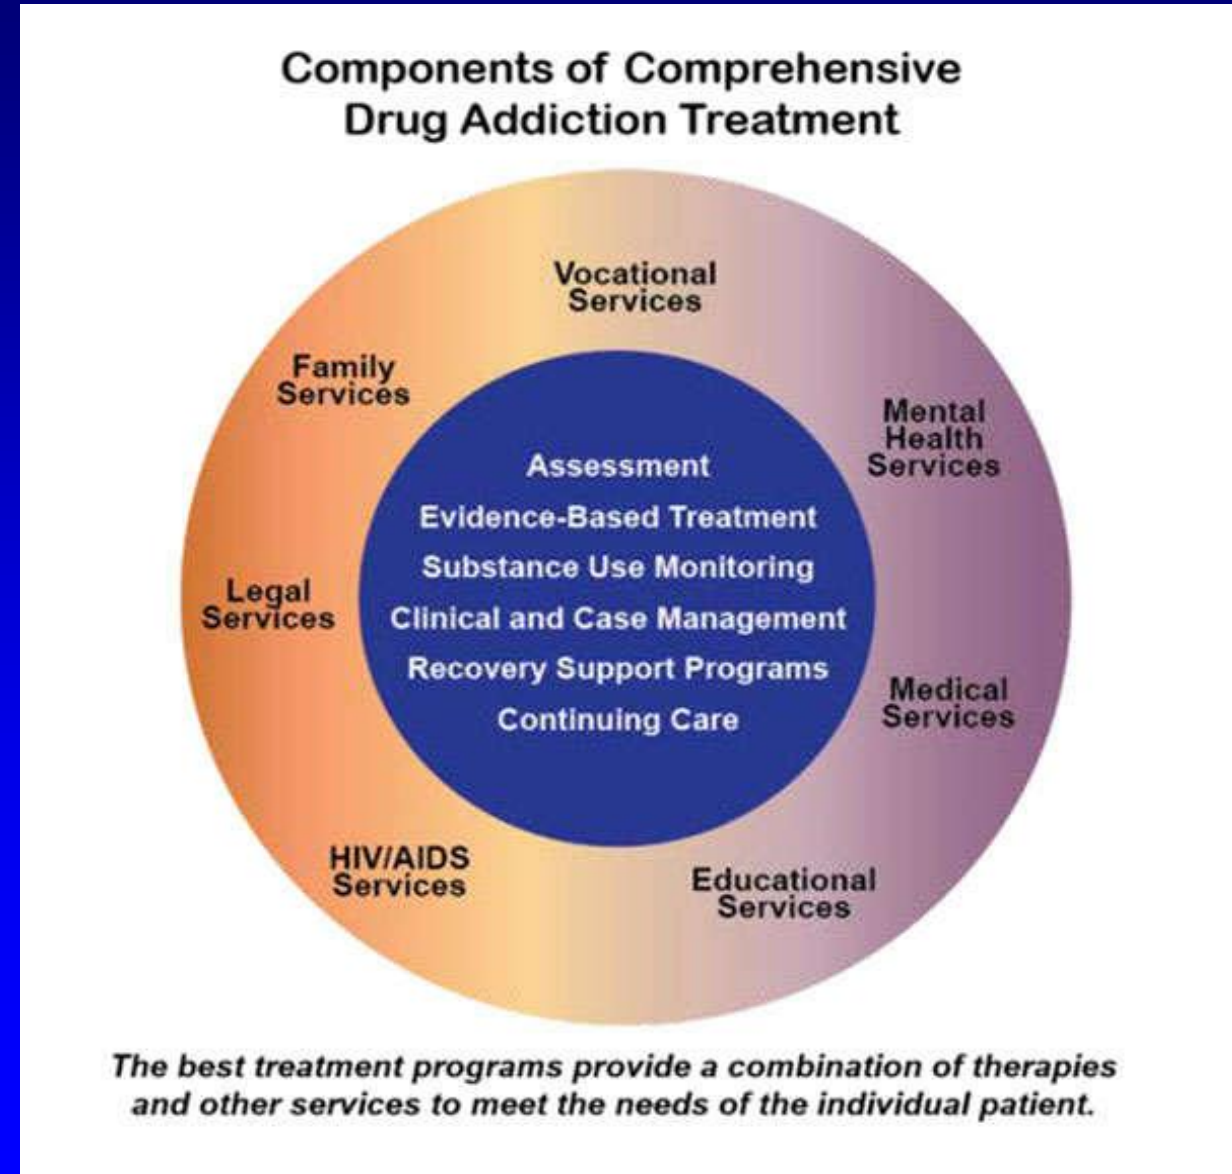 Components of Comprehensive
Drug Addiction Treatment
Vocational
Services
Family
Services
Mental
Health
Services
Assessment
Evidence-Based Treatment
Substance Use Monitoring
Clinical and Case Management
Recovery Support Programs
Continuing Care
Legal
Services
Medical
Services
HIV/AIDS
Services
Educational
Services
The best treatment programs provide a combination of therapies
and other services to meet the needs of the individual patient.